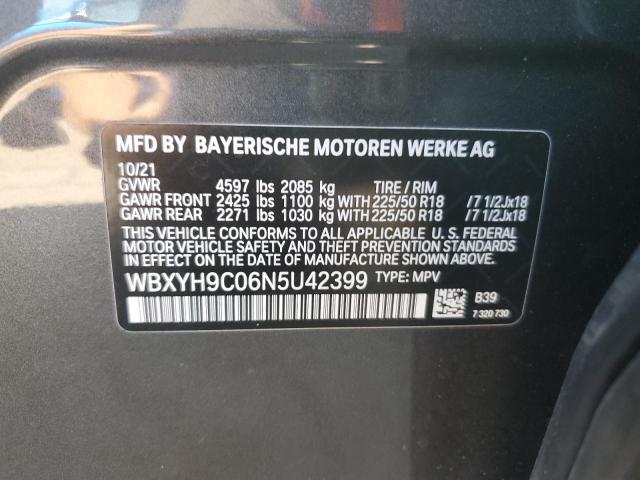 MFD BY BAYERISCHE MOTOREN WERKE AG
10/21
GVWR 4597 lbs 2085 kg TIRE / RIM
GAWR FRONT 2425 lbs 1100 kg WITH 225/50 R18 /7 1/2Jx18
GAWR REAR 2271 lbs 1030 kg WITH 225/50 R18 /7 1/2Jx18
THIS VEHICLE CONFORMS TO ALL APPLICABLE U. S. FEDERAL
MOTOR VEHICLE SAFETY AND THEFT PREVENTION STANDARDS
IN EFFECT ON THE DATE OF MANUFACTURE SHOWN ABOVE.
WBXYH9C06N5U42399 TYPE: MPV
B39
7 320 730